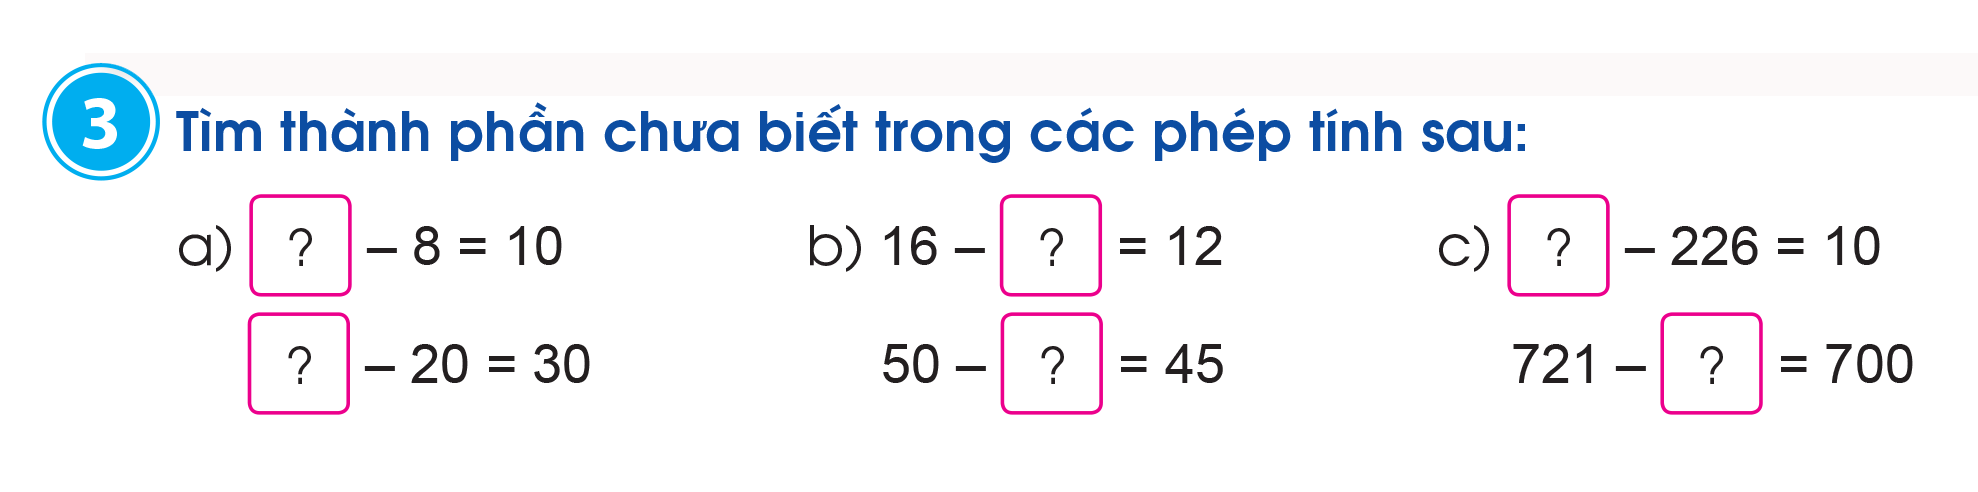 3 Tìm thành phần chưa biết trong các phép tính sau:
a) ? – 8 = 10 b) 16 – ? = 12 c) ? – 226 = 10
? – 20 = 30 50 – ? = 45 721 – ? = 700